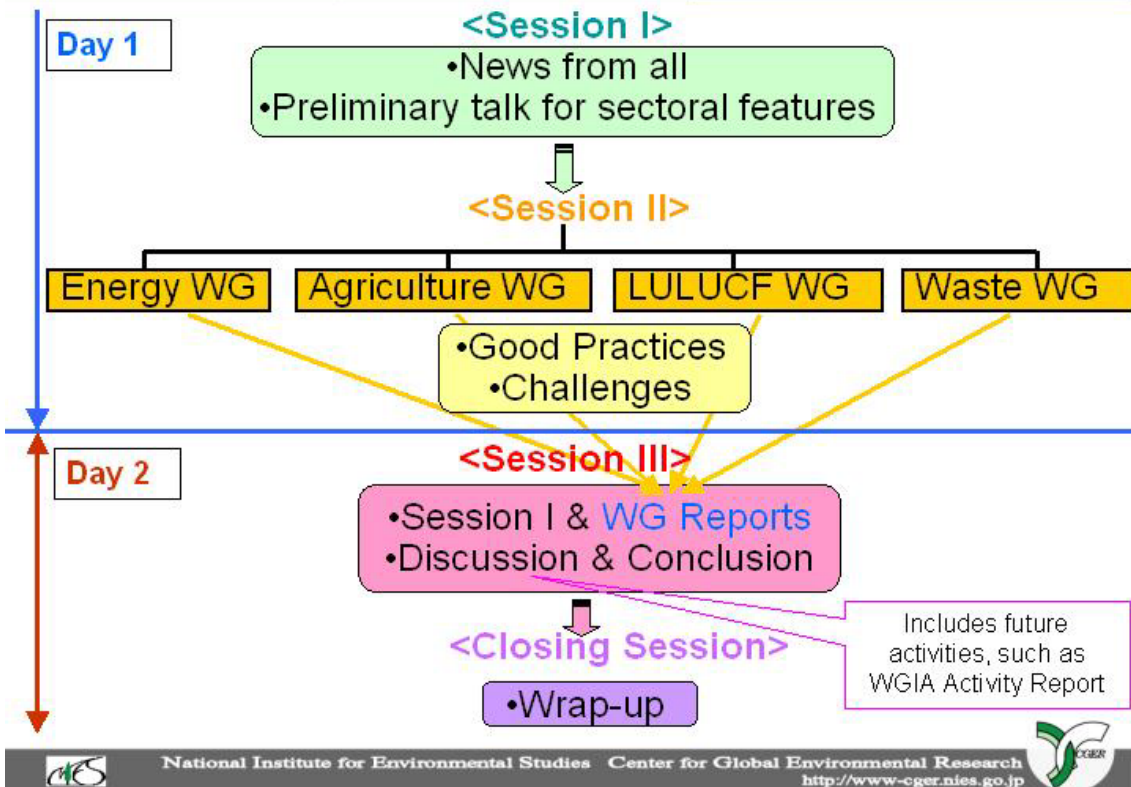 Day 1
<Session I>
•News from all
•Preliminary talk for sectoral features
<Session II>
Energy WG
Agriculture WG
LULUCF WG
Waste WG
•Good Practices
•Challenges
Day 2
<Session III>
•Session I & WG Reports
•Discussion & Conclusion
Includes future
activities, such as
WGIA Activity Report
<Closing Session>
•Wrap-up
National Institute for Environmental Studies Center for Global Environmental Research
http://www-cger.nies.go.jp
CGER